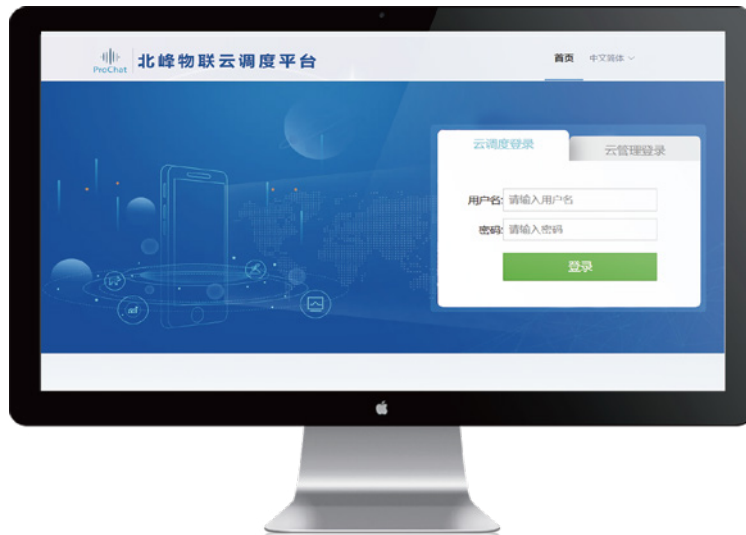 ProChat
北峰物联云调度平台
首页 中文简体
云调度登录
云管理登录
用户名: 请输入用户名
密码: 请输入密码
登录